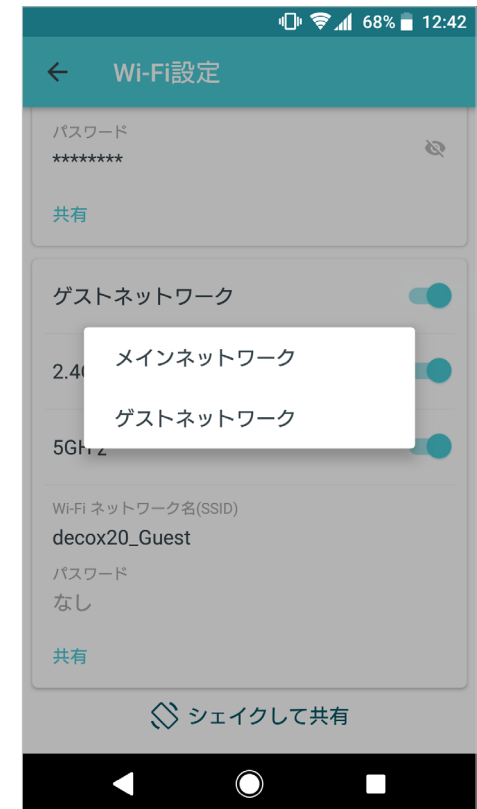 68% 12:42
Wi-Fi設定
パスワード
********
共有
ゲストネットワーク
メインネットワーク
2.4
ゲストネットワーク
5GH
Wi-Fi ネットワーク名(SSID)
decox20_Guest
パスワード
なし
共有
シェイクして共有